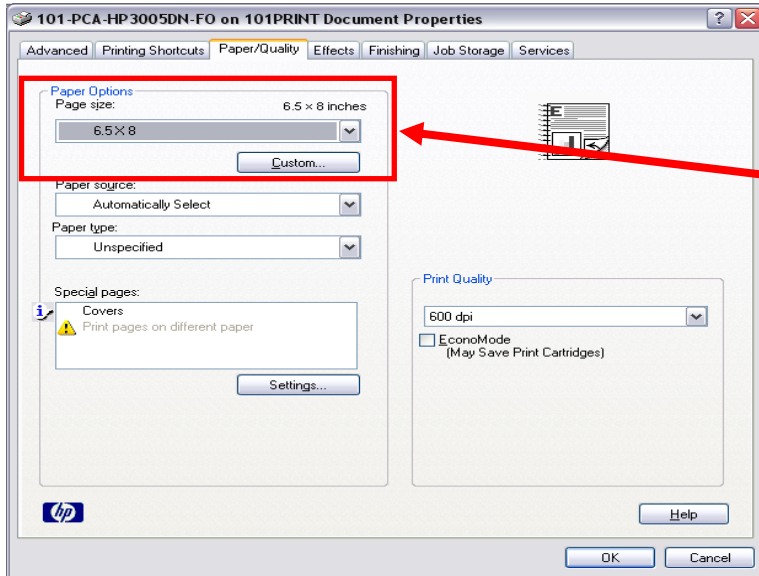 101-PCA-HP3005DN-FO on 101PRINT Document Properties
Advanced Printing Shortcuts Paper/Quality Effects Finishing Job Storage Services
Paper Options
Page size: 6.5 × 8 inches
6.5X8
Custom...
Paper source:
Automatically Select
Paper type:
Unspecified
Special pages:
Covers
Print pages on different paper
Settings...
Print Quality
600 dpi
EconoMode
(May Save Print Cartridges)
hp
Help
OK Cancel